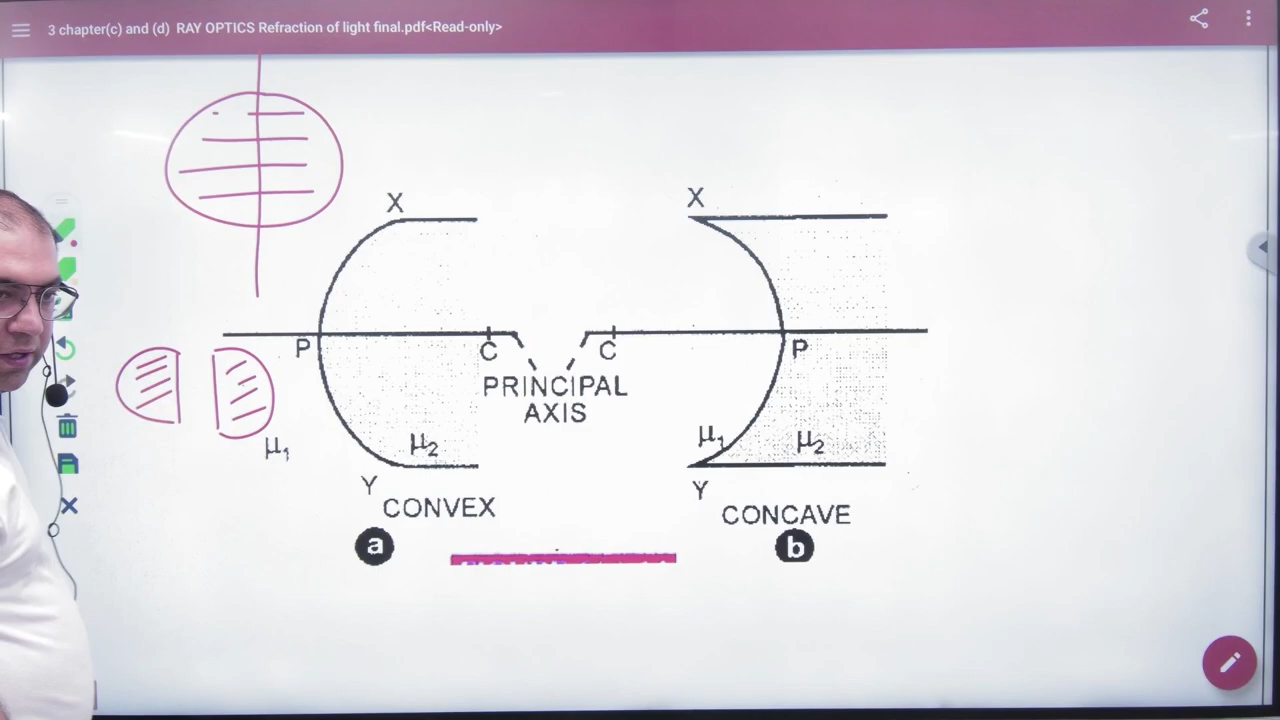 3 chapter(c) and (d) RAY OPTICS Refraction of light final.pdf<Read-only>
X
X
P
C
C
P
PRINCIPAL
AXIS
μ₁
μ₂
μ₁
μ₂
Y
Y
CONVEX
CONCAVE
a
b